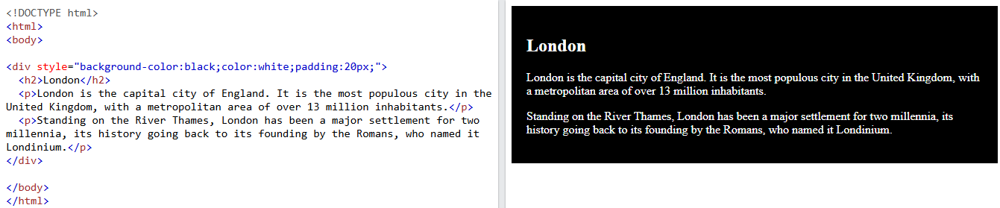 <!DOCTYPE html>
<html>
<body>
<div style="background-color:black;color:white;padding:20px;">
  <h2>London</h2>
  <p>London is the capital city of England. It is the most populous city in the
United Kingdom, with a metropolitan area of over 13 million inhabitants.</p>
  <p>Standing on the River Thames, London has been a major settlement for two
millennia, its history going back to its founding by the Romans, who named it
Londinium.</p>
</div>
</body>
</html>
London
London is the capital city of England. It is the most populous city in the United Kingdom, with
a metropolitan area of over 13 million inhabitants.
Standing on the River Thames, London has been a major settlement for two millennia, its
history going back to its founding by the Romans, who named it Londinium.